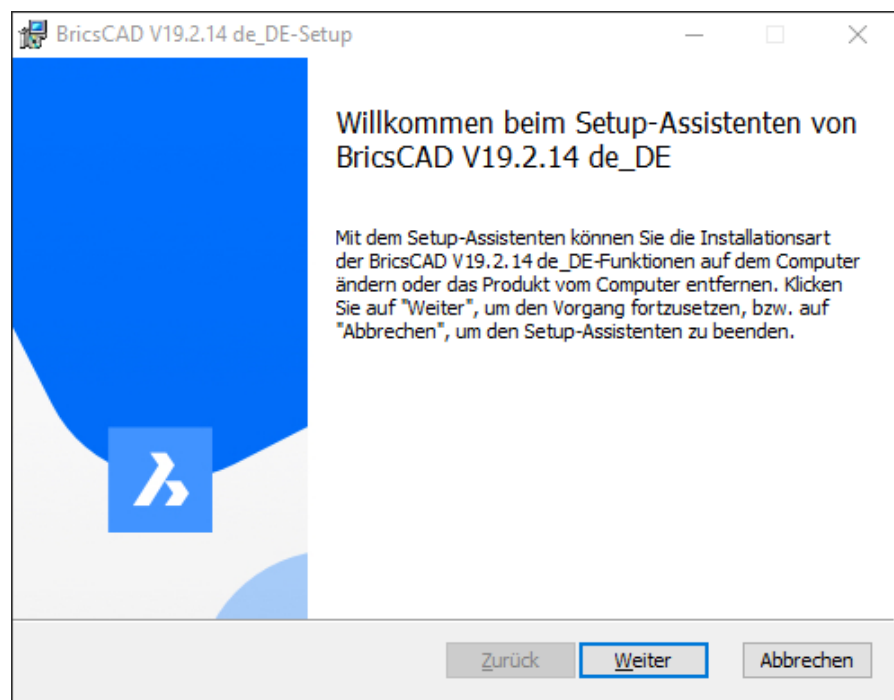 BricsCAD V19.2.14 de_DE-Setup
Willkommen beim Setup-Assistenten von
BricsCAD V19.2.14 de_DE
Mit dem Setup-Assistenten können Sie die Installationsart
der BricsCAD V19.2.14 de_DE-Funktionen auf dem Computer
ändern oder das Produkt vom Computer entfernen. Klicken
Sie auf "Weiter", um den Vorgang fortzusetzen, bzw. auf
"Abbrechen", um den Setup-Assistenten zu beenden.
Zurück Weiter Abbrechen